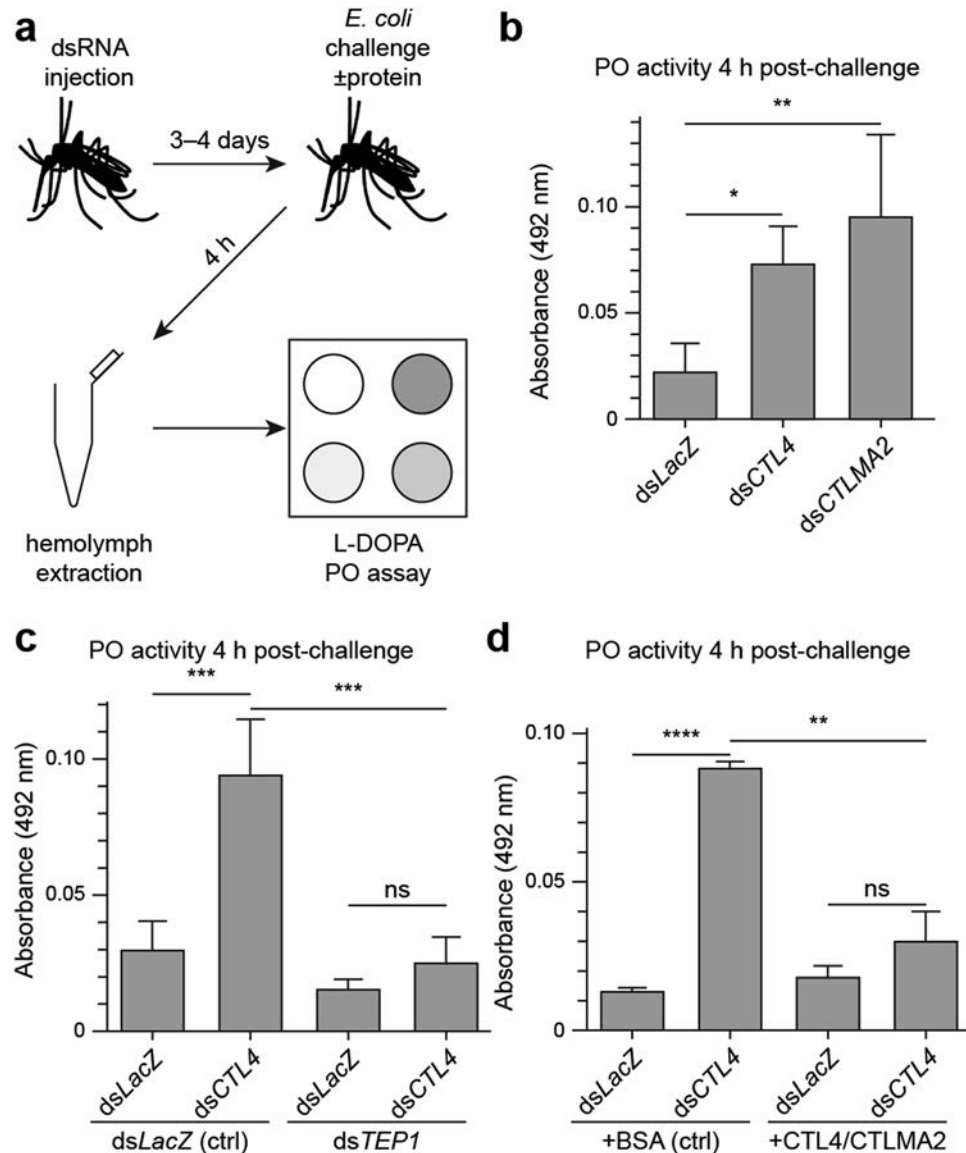 a
dsRNA
injection
E. coli
challenge
±protein
3–4 days
4 h
hemolymph
extraction
L-DOPA
PO assay
b
PO activity 4 h post-challenge
**
*
0.10
0.05
0
Absorbance (492 nm)
dsLacZ
dsCTL4
dsCTLMA2
c
PO activity 4 h post-challenge
***
***
0.10
0.05
0
ns
Absorbance (492 nm)
dsLacZ
dsCTL4
dsLacZ
dsCTL4
dsLacZ (ctrl)
dsTEP1
d
PO activity 4 h post-challenge
****
**
0.10
0.05
0
ns
Absorbance (492 nm)
dsLacZ
dsCTL4
dsLacZ
dsCTL4
+BSA (ctrl)
+CTL4/CTLMA2